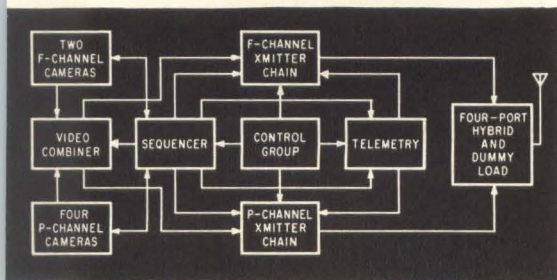 TWO
F-CHANNEL
CAMERAS
F-CHANNEL
XMITTER
CHAIN
VIDEO
COMBINER
SEQUENCER
CONTROL
GROUP
TELEMETRY
FOUR-PORT
HYBRID
AND
DUMMY
LOAD
FOUR
P-CHANNEL
CAMERAS
P-CHANNEL
XMITTER
CHAIN